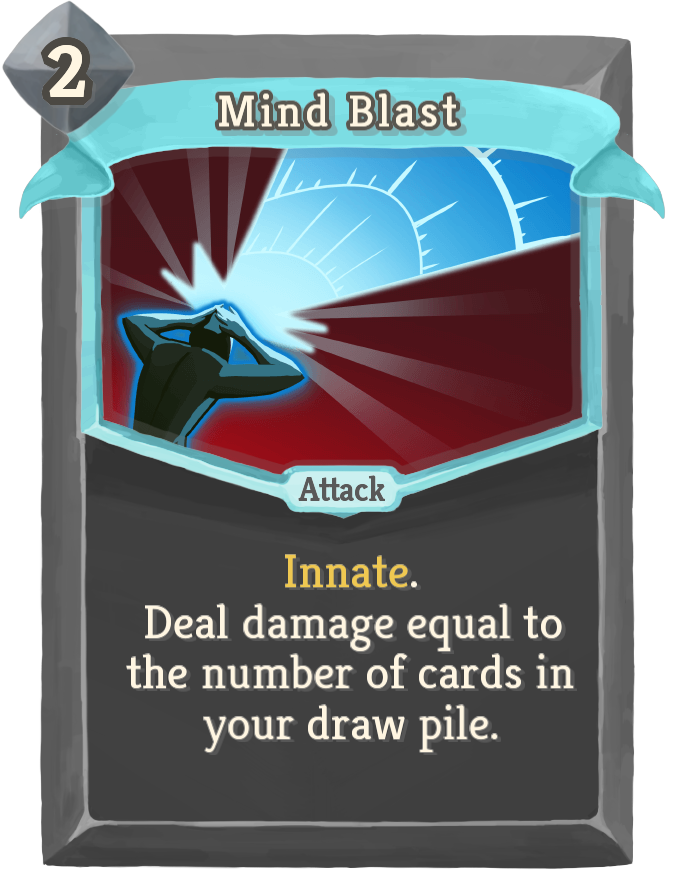 2
Mind Blast
Attack
Innate.
Deal damage equal to
the number of cards in
your draw pile.